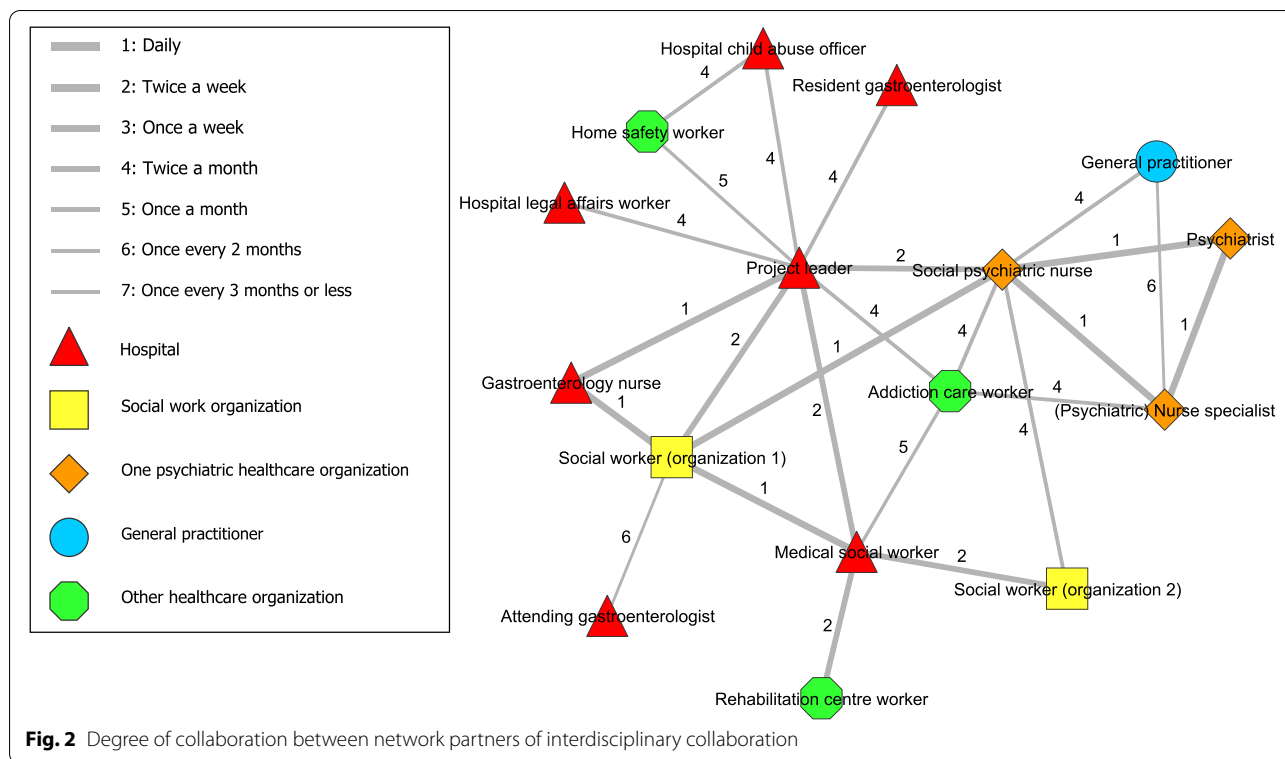 1: Daily
2: Twice a week
3: Once a week
4: Twice a month
5: Once a month
6: Once every 2 months
7: Once every 3 months or less
Hospital
Social work organization
One psychiatric healthcare organization
General practitioner
Other healthcare organization
Hospital child abuse officer
4
Resident gastroenterologist
Home safety worker
4
5
4
General practitioner
Hospital legal affairs worker
4
4
Psychiatrist
1
Project leader
2
Social psychiatric nurse
6
1
2
4
4
1
1
1
Gastroenterology nurse
1
Addiction care worker
4
(Psychiatric) Nurse specialist
2
4
5
Social worker (organization 1)
1
6
Medical social worker
2
Social worker (organization 2)
Attending gastroenterologist
2
Rehabilitation centre worker
Fig. 2 Degree of collaboration between network partners of interdisciplinary collaboration